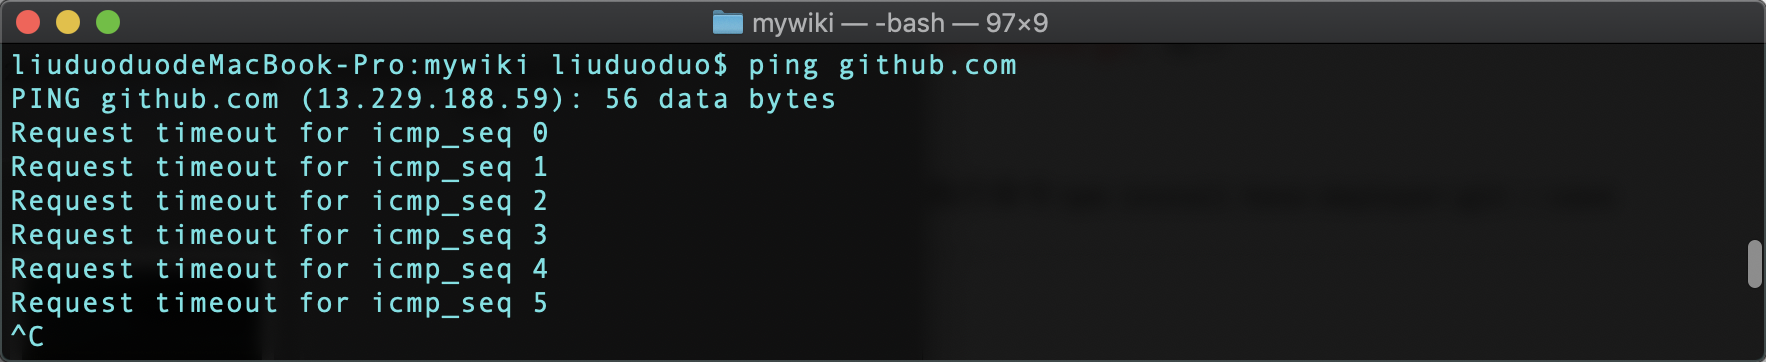 mywiki — -bash — 97×9
liuduoduodeMacBook-Pro:mywiki liuduoduo$ ping github.com
PING github.com (13.229.188.59): 56 data bytes
Request timeout for icmp_seq 0
Request timeout for icmp_seq 1
Request timeout for icmp_seq 2
Request timeout for icmp_seq 3
Request timeout for icmp_seq 4
Request timeout for icmp_seq 5
^C